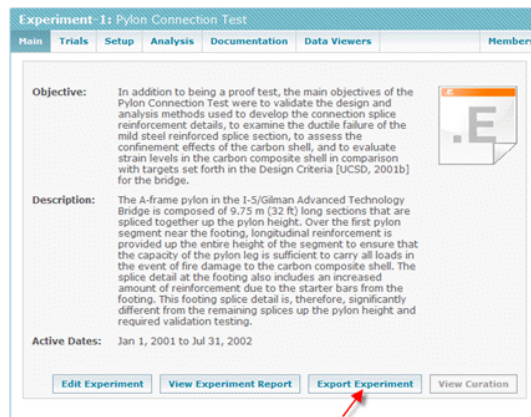 Experiment-1: Pylon Connection Test
Main Trials Setup Analysis Documentation Data Viewers Members
Objective: In addition to being a proof test, the main objectives of the
Pylon Connection Test were to validate the design and
analysis methods used to develop the connection splice
reinforcement details, to examine the ductile failure of the
mild steel reinforced splice section, to assess the
confinement effects of the carbon shell, and to evaluate
strain levels in the carbon composite shell in comparison
with targets set forth in the Design Criteria [UCSD, 2001b]
for the bridge.
.E
Description: The A-frame pylon in the I-5/Gilman Advanced Technology
Bridge is composed of 9.75 m (32 ft) long sections that are
spliced together up the pylon height. Over the first pylon
segment near the footing, longitudinal reinforcement is
provided up the entire height of the segment to ensure that
the capacity of the pylon leg is sufficient to carry all loads in
the event of fire damage to the carbon composite shell. The
splice detail at the footing also includes an increased
amount of reinforcement due to the starter bars from the
footing. This footing splice detail is, therefore, significantly
different from the remaining splices up the pylon height and
required validation testing.
Active Dates: Jan 1, 2001 to Jul 31, 2002
Edit Experiment View Experiment Report Export Experiment View Curation